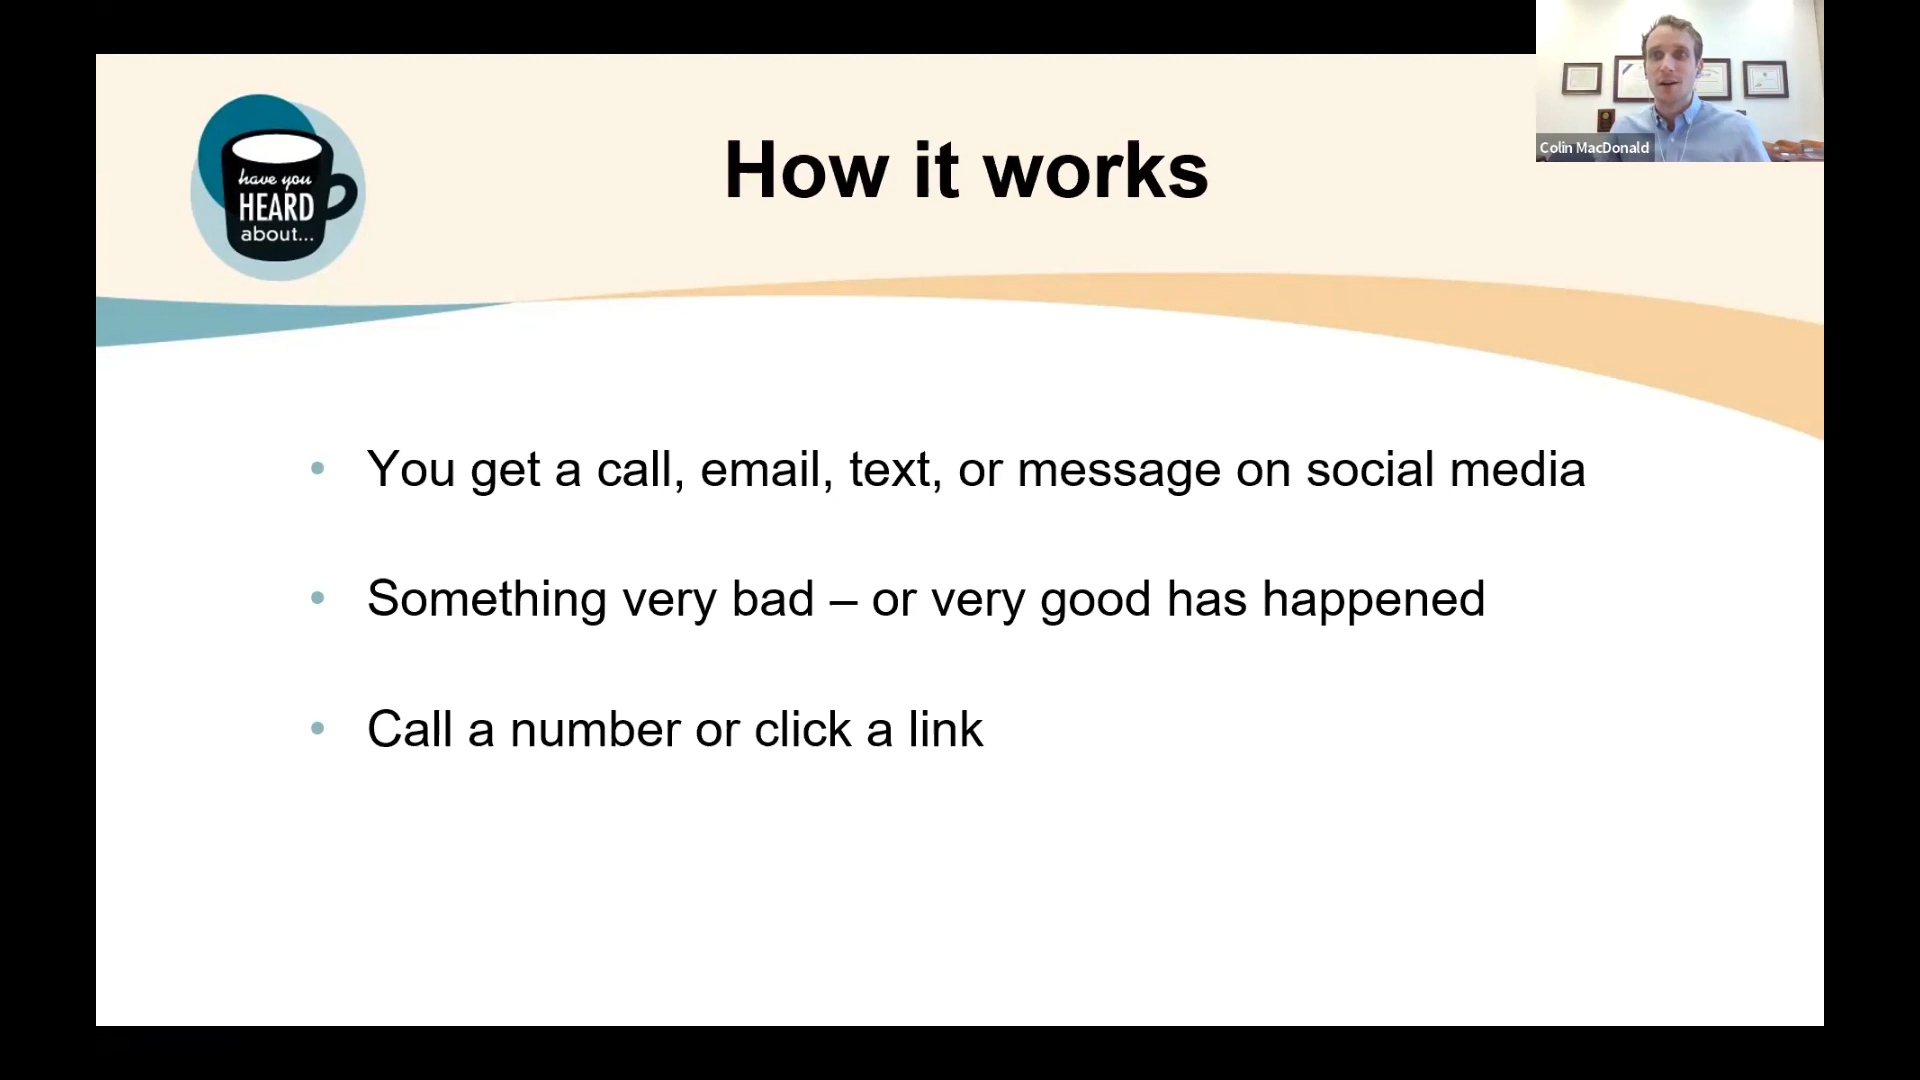 How it works
Colin MacDonald
have you
HEARD
about...
• You get a call, email, text, or message on social media
• Something very bad – or very good has happened
• Call a number or click a link